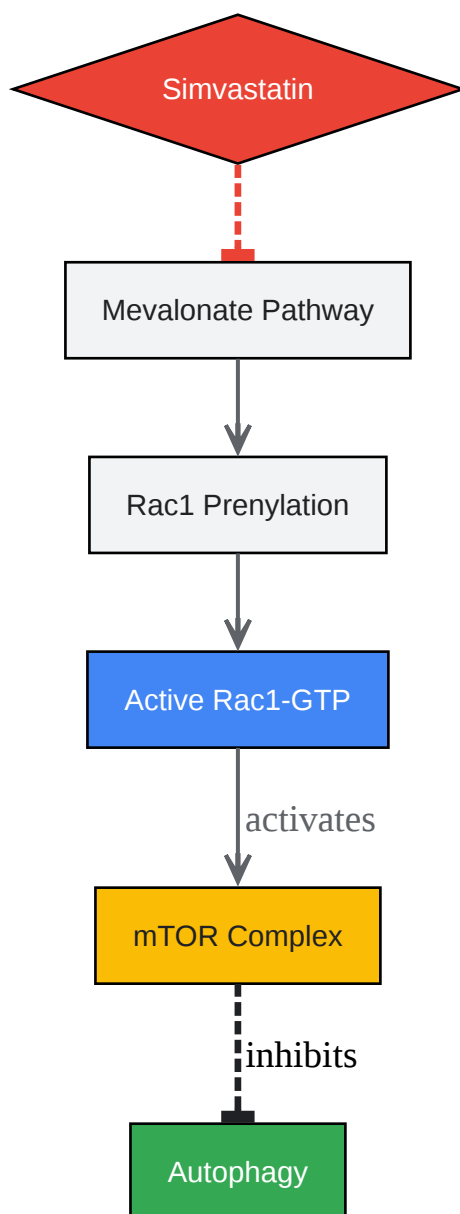 Simvastatin
Mevalonate Pathway
Rac1 Prenylation
Active Rac1-GTP
activates
mTOR Complex
inhibits
Autophagy